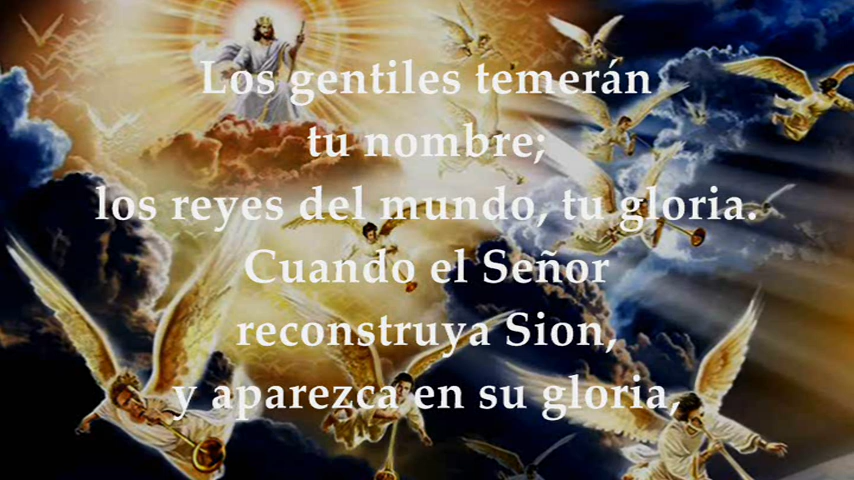 Los gentiles temerán
tu nombre;
los reyes del mundo, tu gloria.
Cuando el Señor
reconstruya Sion,
y aparezca en su gloria,